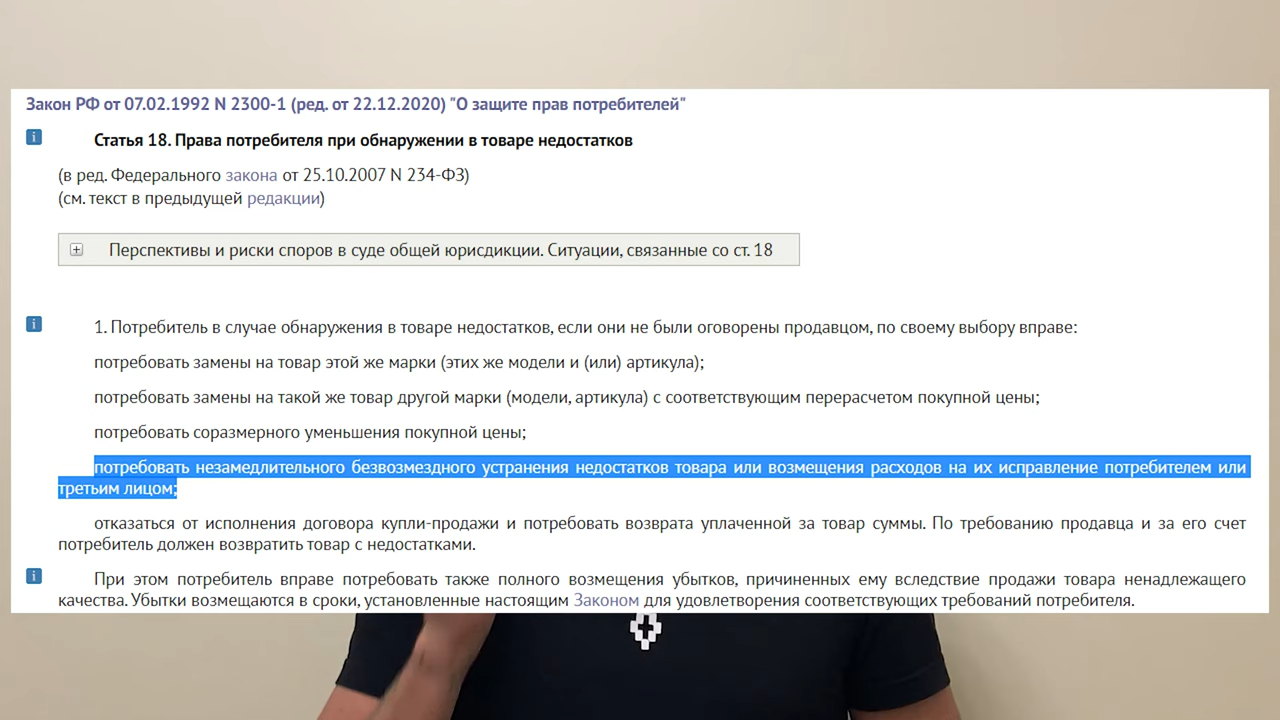 Закон РФ от 07.02.1992 N 2300-1 (ред. от 22.12.2020) "О защите прав потребителей"
Статья 18. Права потребителя при обнаружении в товаре недостатков
(в ред. Федерального закона от 25.10.2007 N 234-ФЗ)
(см. текст в предыдущей редакции)
Перспективы и риски споров в суде общей юрисдикции. Ситуации, связанные со ст. 18
1. Потребитель в случае обнаружения в товаре недостатков, если они не были оговорены продавцом, по своему выбору вправе:
потребовать замены на товар этой же марки (этих же модели и (или) артикула);
потребовать замены на такой же товар другой марки (модели, артикула) с соответствующим перерасчетом покупной цены;
потребовать соразмерного уменьшения покупной цены;
потребовать незамедлительного безвозмездного устранения недостатков товара или возмещения расходов на их исправление потребителем или
третьим лицом;
отказаться от исполнения договора купли-продажи и потребовать возврата уплаченной за товар суммы. По требованию продавца и за его счет
потребитель должен возвратить товар с недостатками.
При этом потребитель вправе потребовать также полного возмещения убытков, причиненных ему вследствие продажи товара ненадлежащего
качества. Убытки возмещаются в сроки, установленные настоящим Законом для удовлетворения соответствующих требований потребителя.